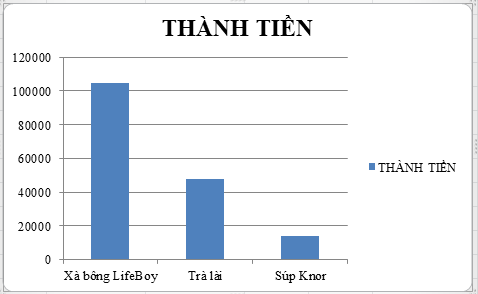 THÀNH TIỀN
120000
100000
80000
60000
40000
20000
0
Xà bông LifeBoy
Trà lài
Súp Knor
THÀNH TIỀN